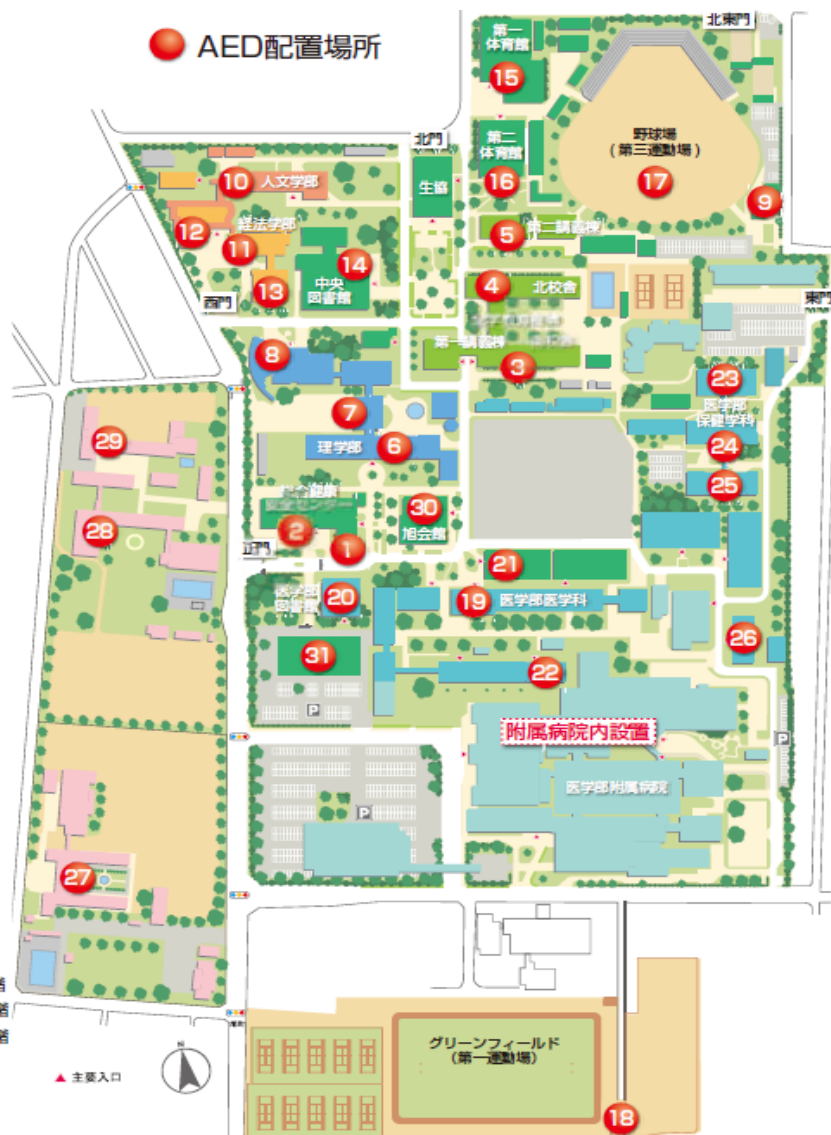 AED配置場所
北東門
第一
体育館
15
野球場
(第三運動場)
17
北門
第二
体育館
16
生協
9
10
人文学部
12
経法学部
11
5
第二講義棟
14
中央
図書館
13
4
北校舎
西門
東門
8
第一講義棟
3
23
医学部
保健学科
7
理学部
6
24
29
25
30
旭会館
28
2
1
正門
21
医学部
図書館
20
19
医学部医学科
26
31
22
P
附属病院内設置
P
医学部附属病院
P
27
階
階
階
グリーンフィールド
(第一運動場)
N
主要入口
18